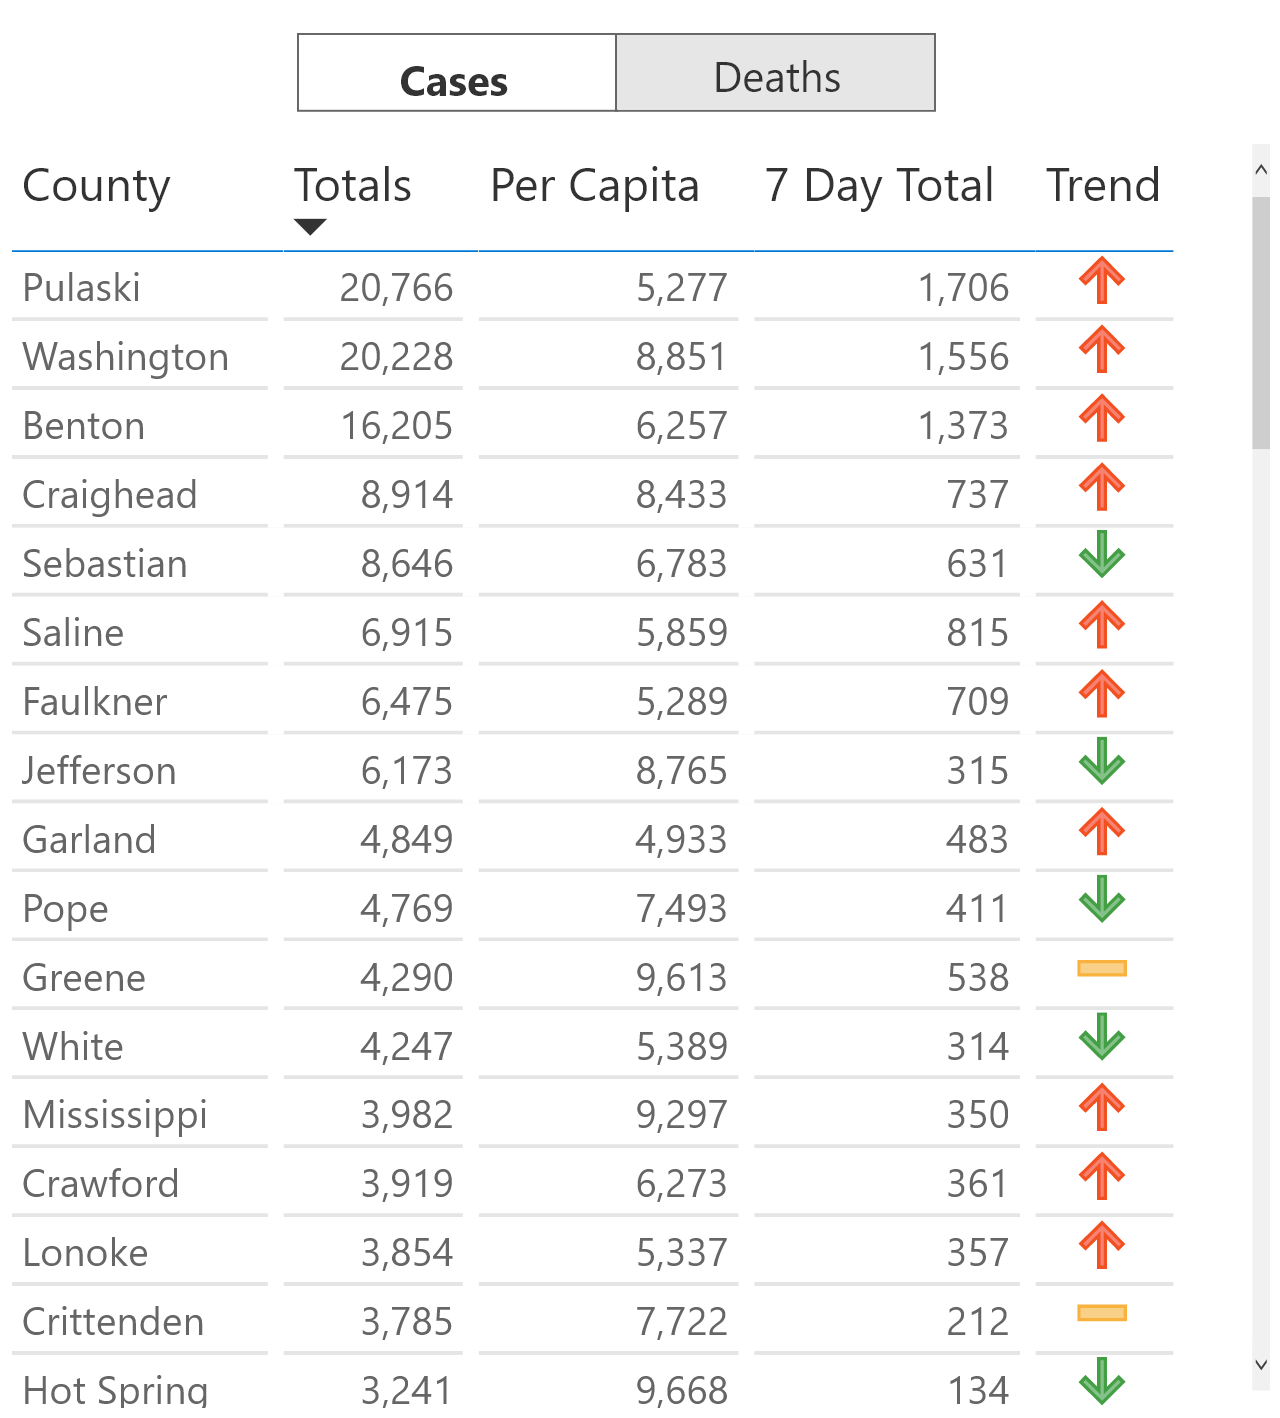 Cases Deaths
County Totals Per Capita 7 Day Total Trend
Pulaski 20,766 5,277 1,706
Washington 20,228 8,851 1,556
Benton 16,205 6,257 1,373
Craighead 8,914 8,433 737
Sebastian 8,646 6,783 631
Saline 6,915 5,859 815
Faulkner 6,475 5,289 709
Jefferson 6,173 8,765 315
Garland 4,849 4,933 483
Pope 4,769 7,493 411
Greene 4,290 9,613 538
White 4,247 5,389 314
Mississippi 3,982 9,297 350
Crawford 3,919 6,273 361
Lonoke 3,854 5,337 357
Crittenden 3,785 7,722 212
Hot Spring 3,241 9,668 134